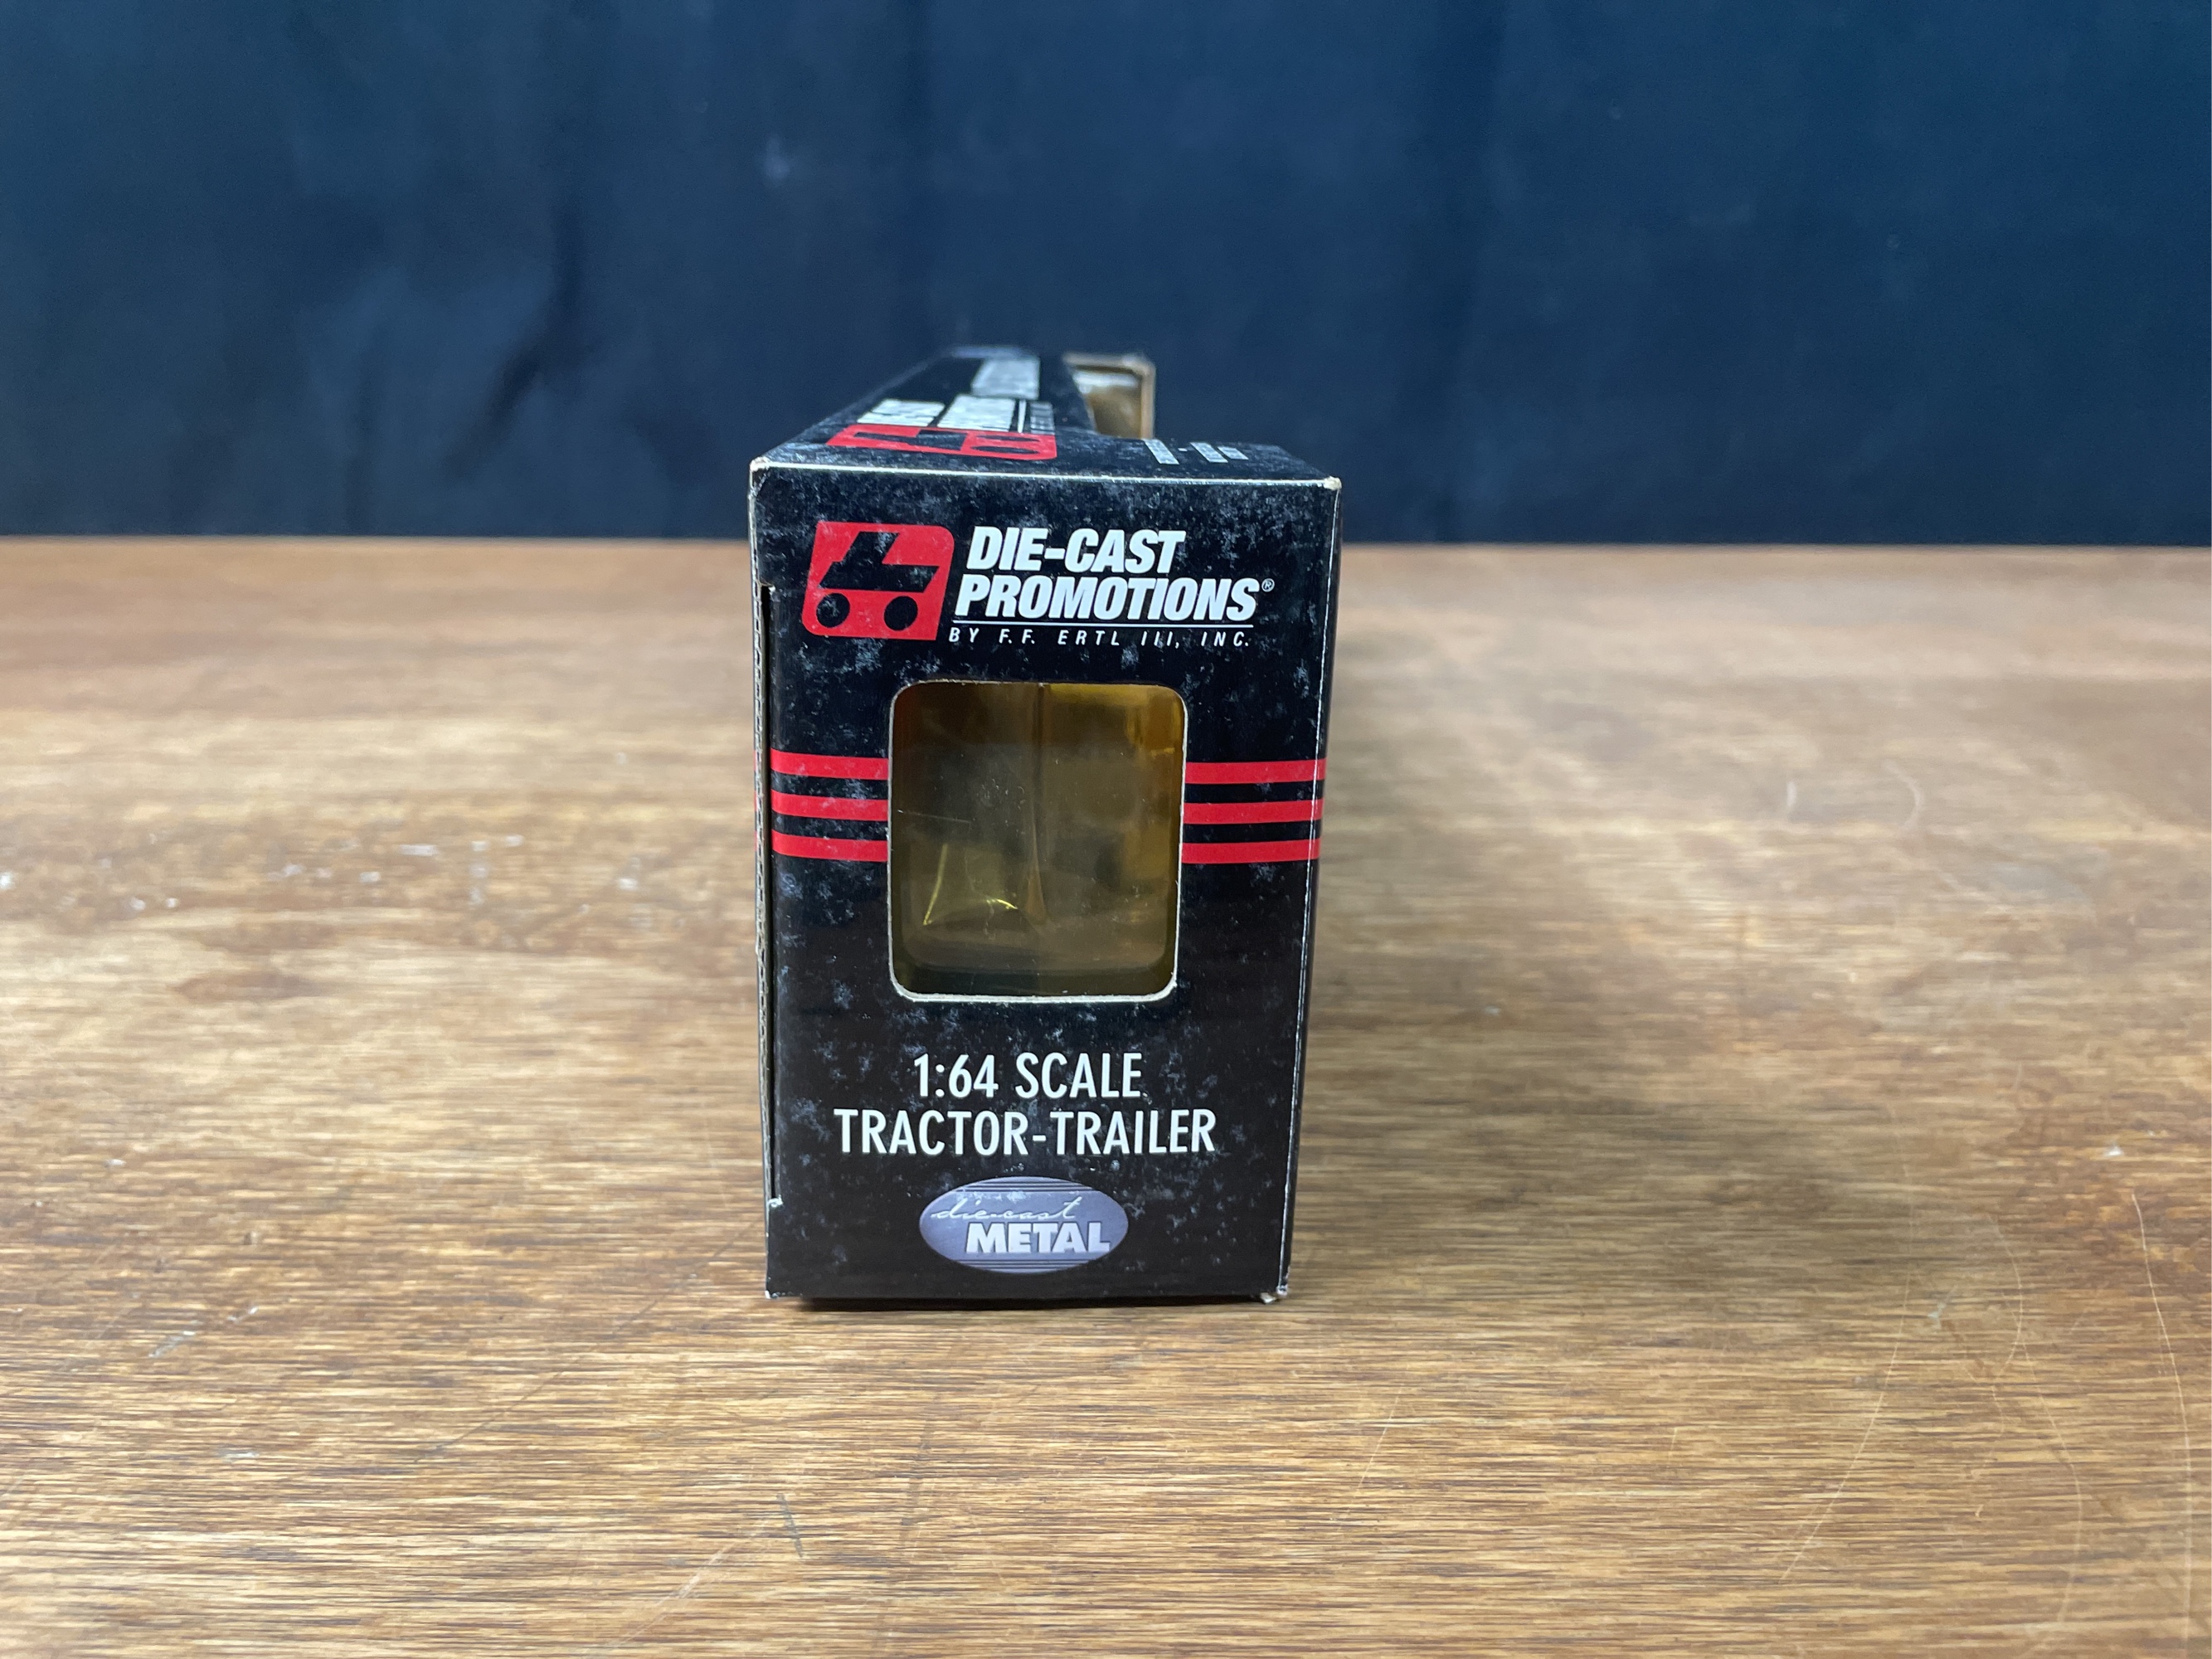 DIE-CAST
PROMOTIONS®
BY F.F. ERTL III, INC.
1:64 SCALE
TRACTOR-TRAILER
die-cast
METAL